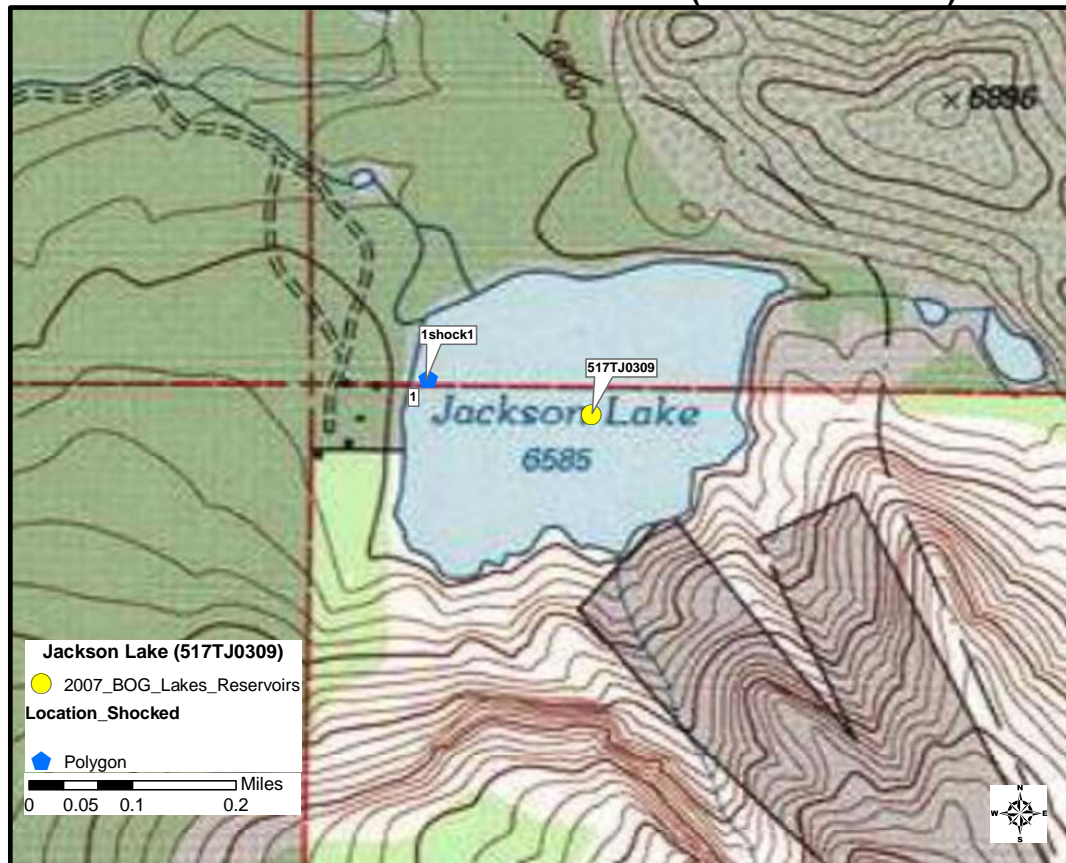 6896
1shock1
517TJ0309
1
Jackson Lake
6585
Jackson Lake (517TJ0309)
2007_BOG_Lakes_Reservoirs
Location_Shocked
Polygon
Miles
0 0.05 0.1 0.2
N
W E
S